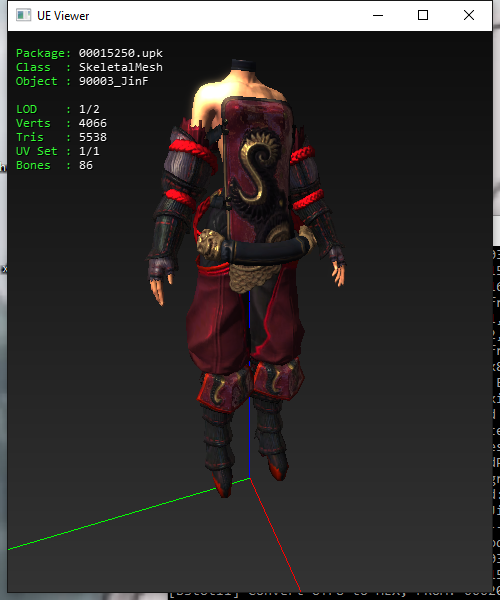 UE Viewer
Package: 00015250.upk
Class : SkeletalMesh
Object : 90003_JinF
LOD : 1/2
Verts : 4066
Tris : 5538
UV Set : 1/1
Bones : 86